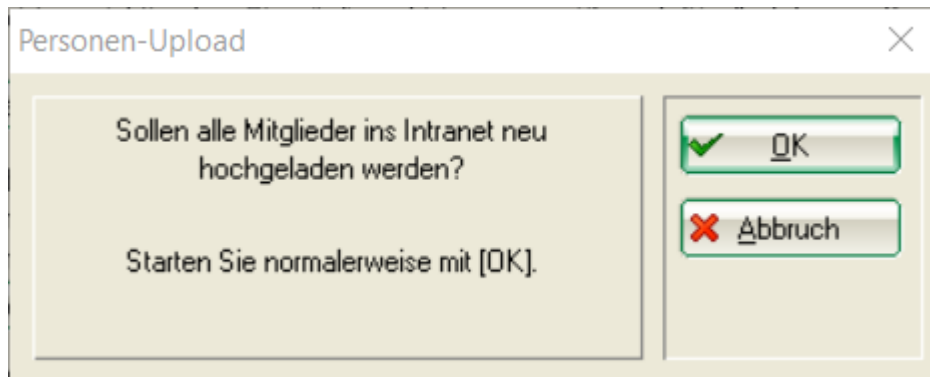 Personen-Upload
Sollen alle Mitglieder ins Intranet neu
hochgeladen werden?
Starten Sie normalerweise mit [OK].
OK
Abbruch